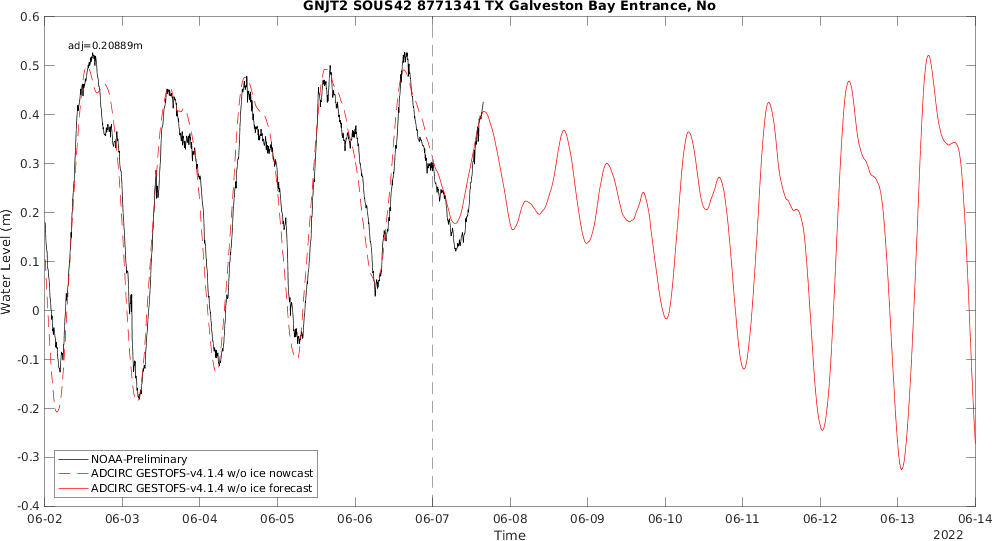 GNJT2 SOUS42 8771341 TX Galveston Bay Entrance, No
adj=0.20889m
0.6
0.5
0.4
0.3
0.2
0.1
0
-0.1
-0.2
-0.3
-0.4
Water Level (m)
NOAA-Preliminary
ADCIRC GESTOFS-v4.1.4 w/o ice nowcast
ADCIRC GESTOFS-v4.1.4 w/o ice forecast
06-02 06-03 06-04 06-05 06-06 06-07 06-08 06-09 06-10 06-11 06-12 06-13 06-14
Time
2022